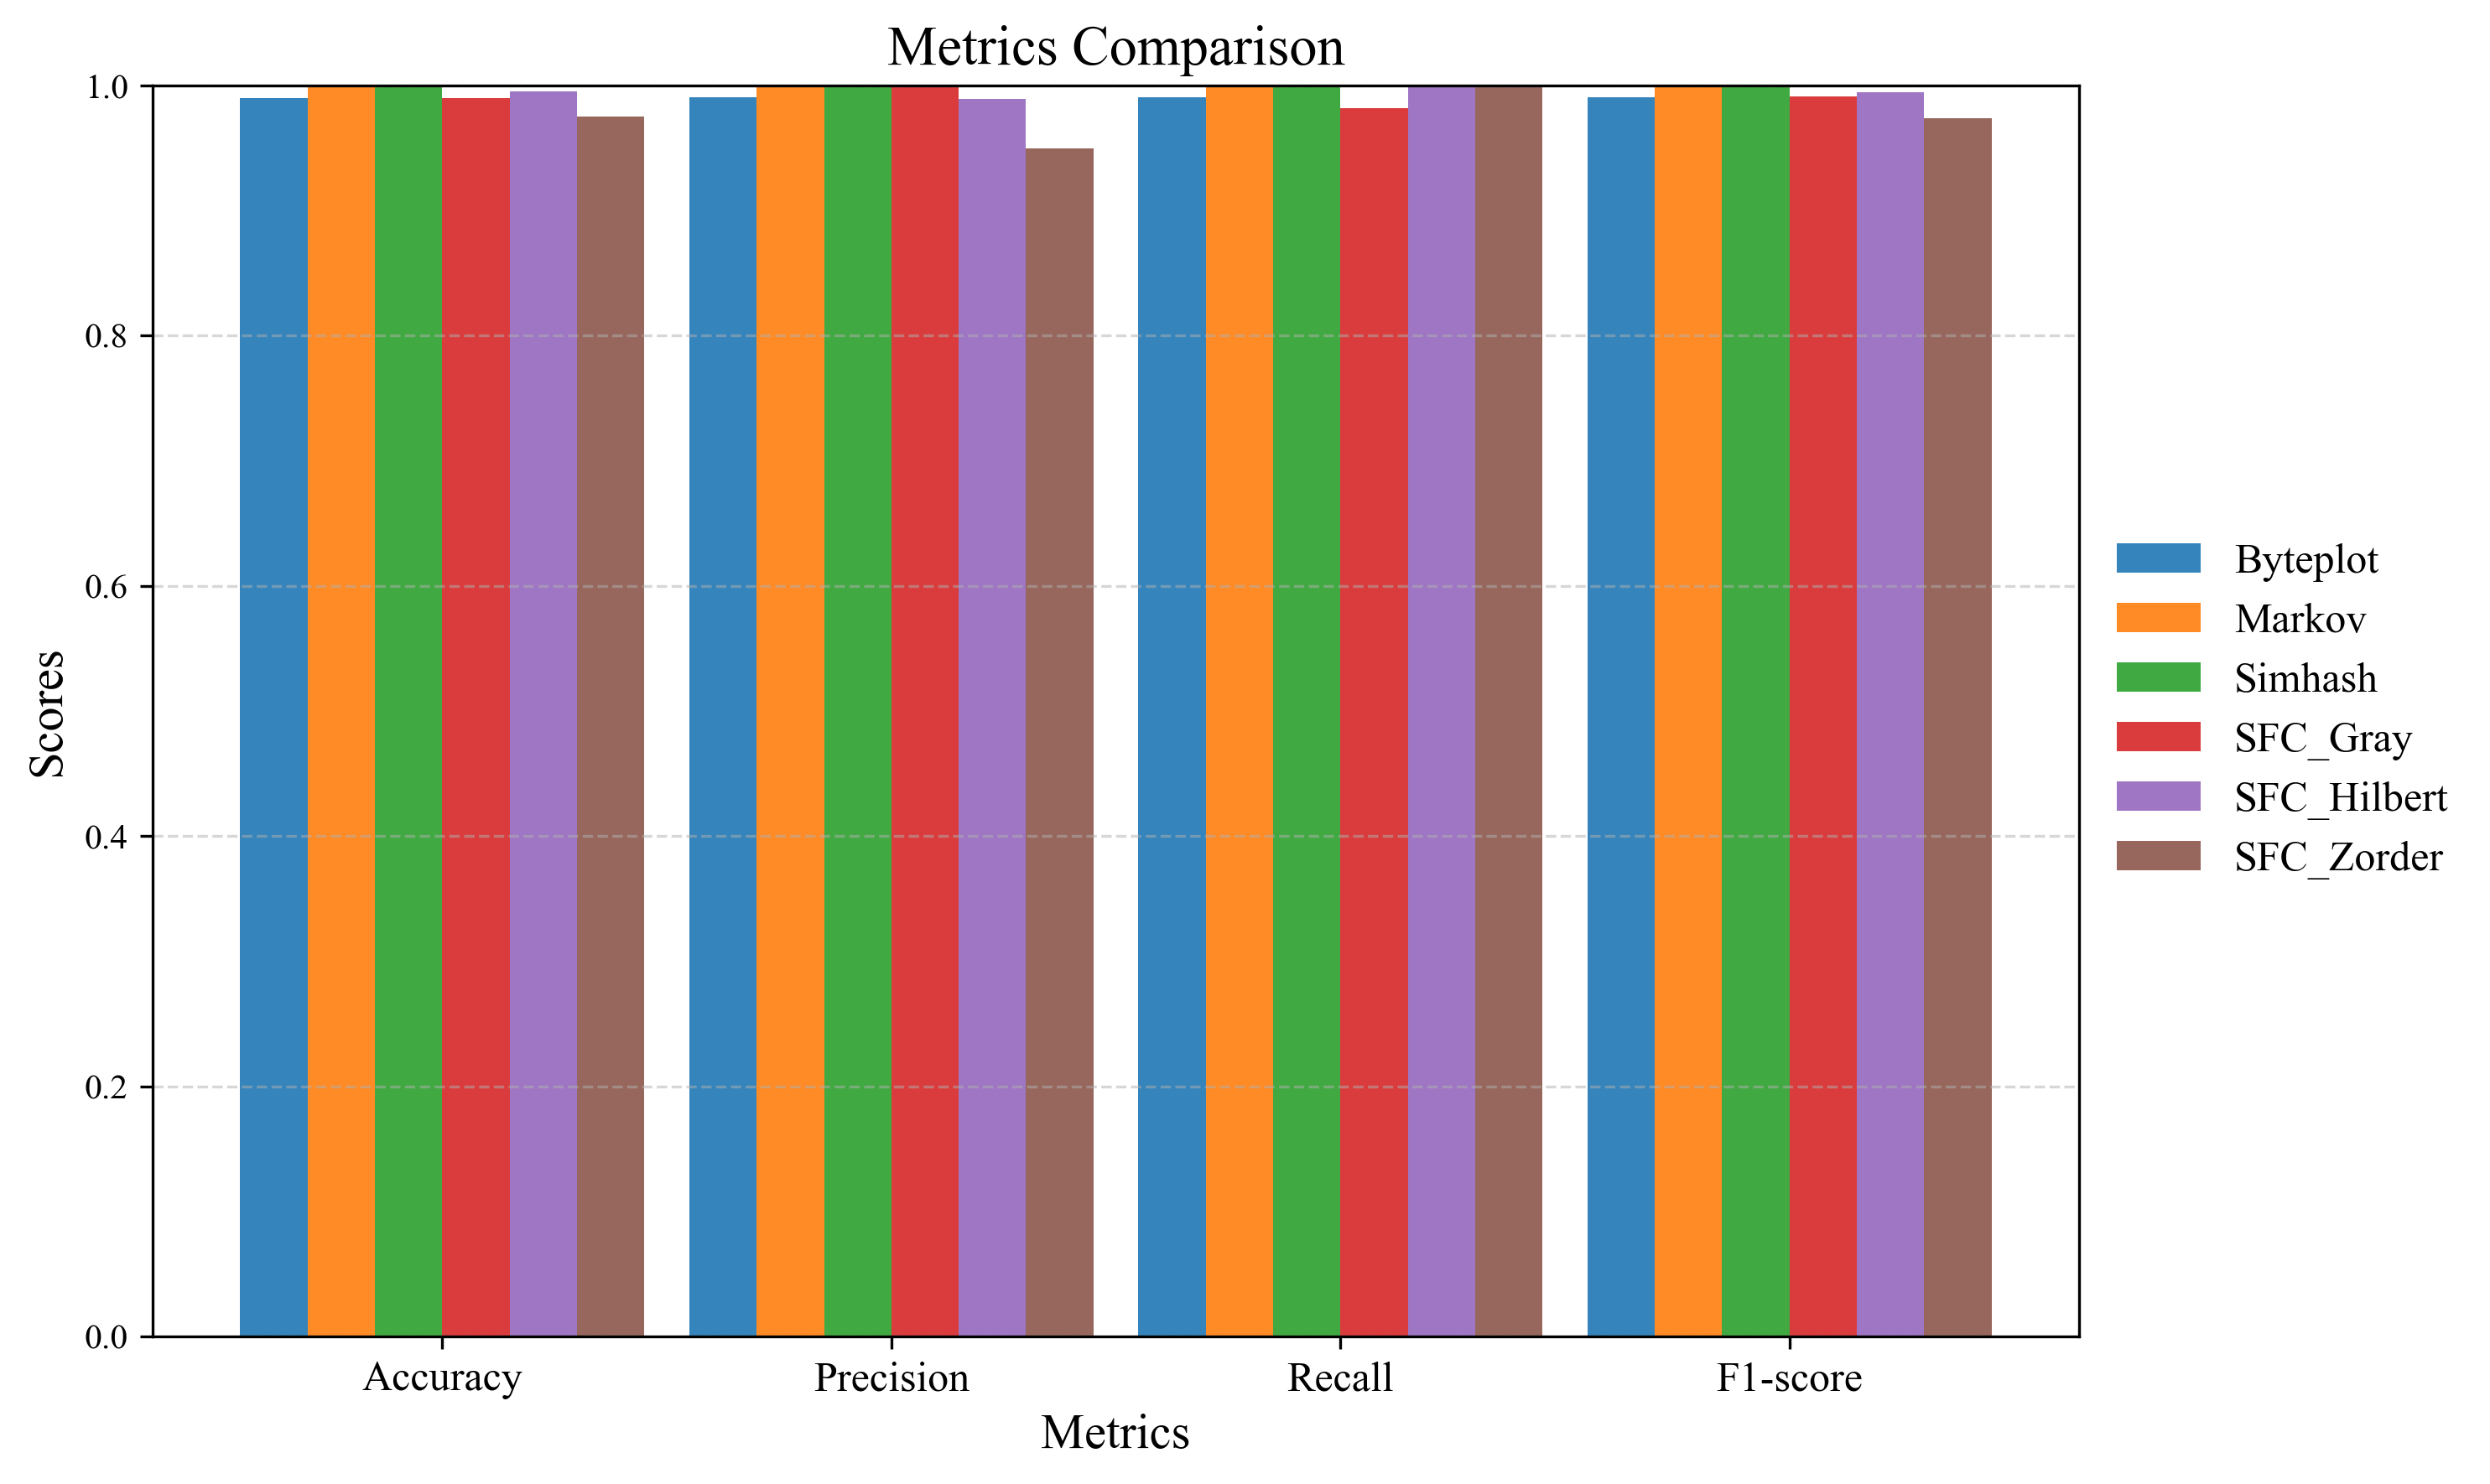 Metrics Comparison
1.0
0.8
0.6
0.4
0.2
0.0
Scores
Accuracy
Precision
Recall
F1-score
Metrics
Byteplot
Markov
Simhash
SFC_Gray
SFC_Hilbert
SFC_Zorder